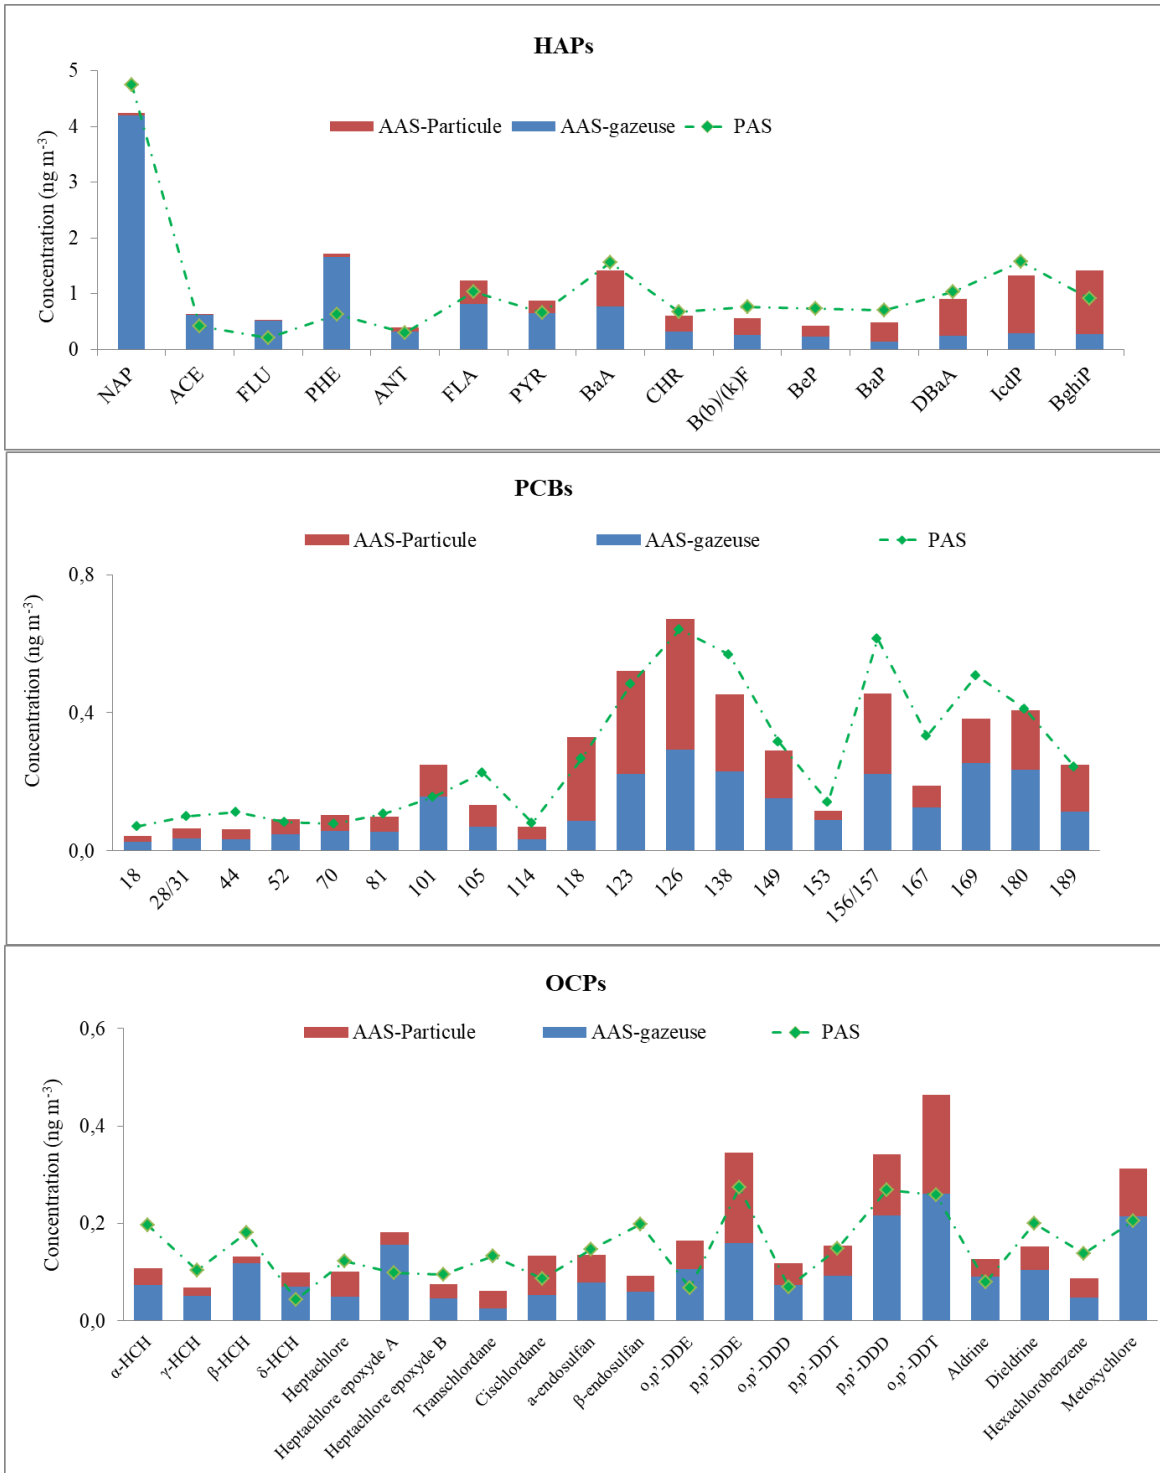 HAPs
AAS-Particule AAS-gazeuse PAS
Concentration (ng m⁻³)
5
4
3
2
1
0
NAP ACE FLU PHE ANT FLA PYR BaA CHR B(b)/(k)F BeP BaP DBaA IcdP BghiP
PCBs
AAS-Particule AAS-gazeuse PAS
Concentration (ng m⁻³)
0,8
0,4
0,0
18 28/31 44 52 70 81 101 105 114 118 123 126 138 149 153 156/157 167 169 180 189
OCPs
AAS-Particule AAS-gazeuse PAS
Concentration (ng m⁻³)
0,6
0,4
0,2
0,0
α-HCH γ-HCH β-HCH δ-HCH Heptachlore Heptachlore epoxyde A Heptachlore epoxyde B Transchlordane Cischlordane a-endosulfan β-endosulfan o,p'-DDE p,p'-DDE o,p'-DDD p,p'-DDT p,p'-DDD o,p'-DDT Aldrine Dieldrine Hexachlorobenzene Metoxychlore